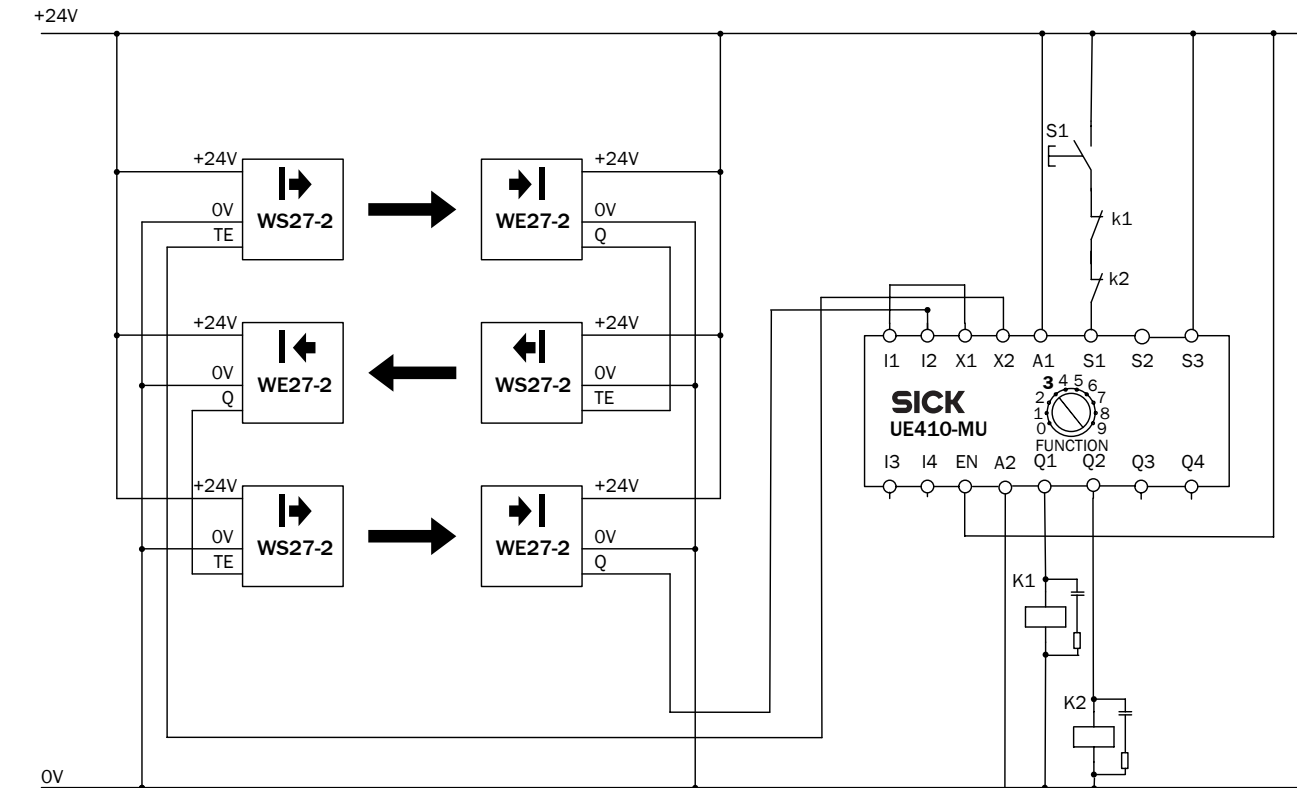 +24V
S1
+24V
+24V
0V
WS27-2
WE27-2
0V
TE
Q
k1
k2
+24V
+24V
0V
WE27-2
WS27-2
0V
Q
TE
I1 I2 X1 X2 A1 S1 S2 S3
SICK
UE410-MU
0 1 2 3 4 5 6 7 8 9
FUNCTION
I3 I4 EN A2 Q1 Q2 Q3 Q4
+24V
+24V
0V
WS27-2
WE27-2
0V
TE
Q
K1
K2
0V